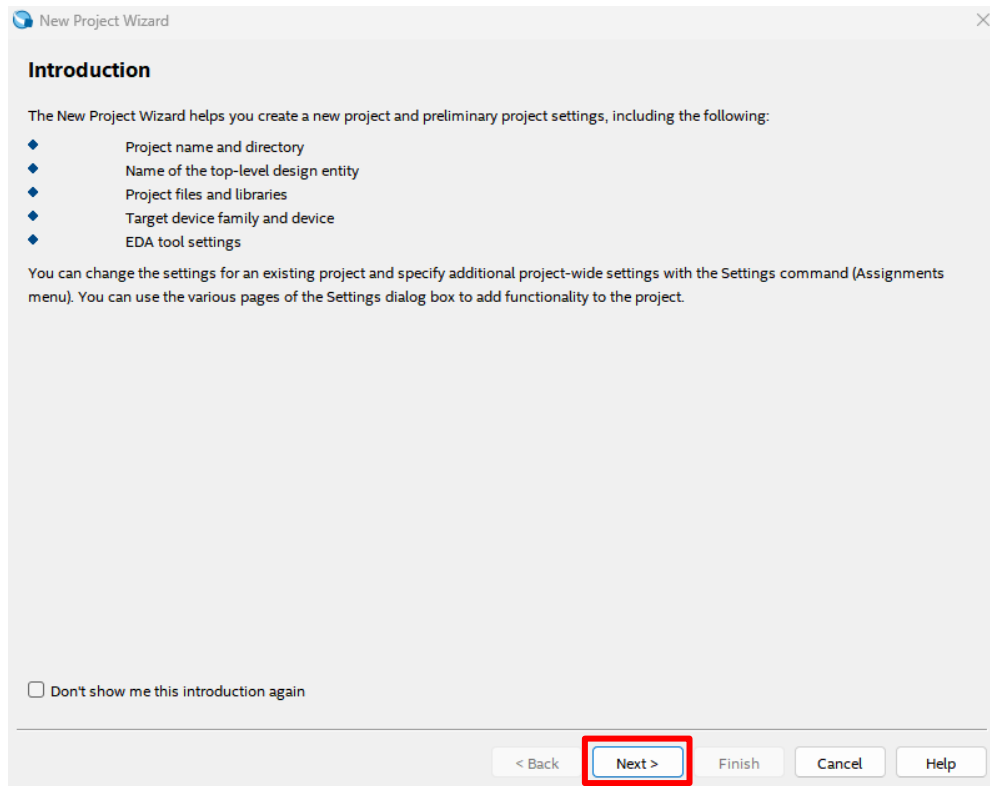 New Project Wizard
Introduction
The New Project Wizard helps you create a new project and preliminary project settings, including the following:
Project name and directory
Name of the top-level design entity
Project files and libraries
Target device family and device
EDA tool settings
You can change the settings for an existing project and specify additional project-wide settings with the Settings command (Assignments
menu). You can use the various pages of the Settings dialog box to add functionality to the project.
Don't show me this introduction again
< Back Next > Finish Cancel Help